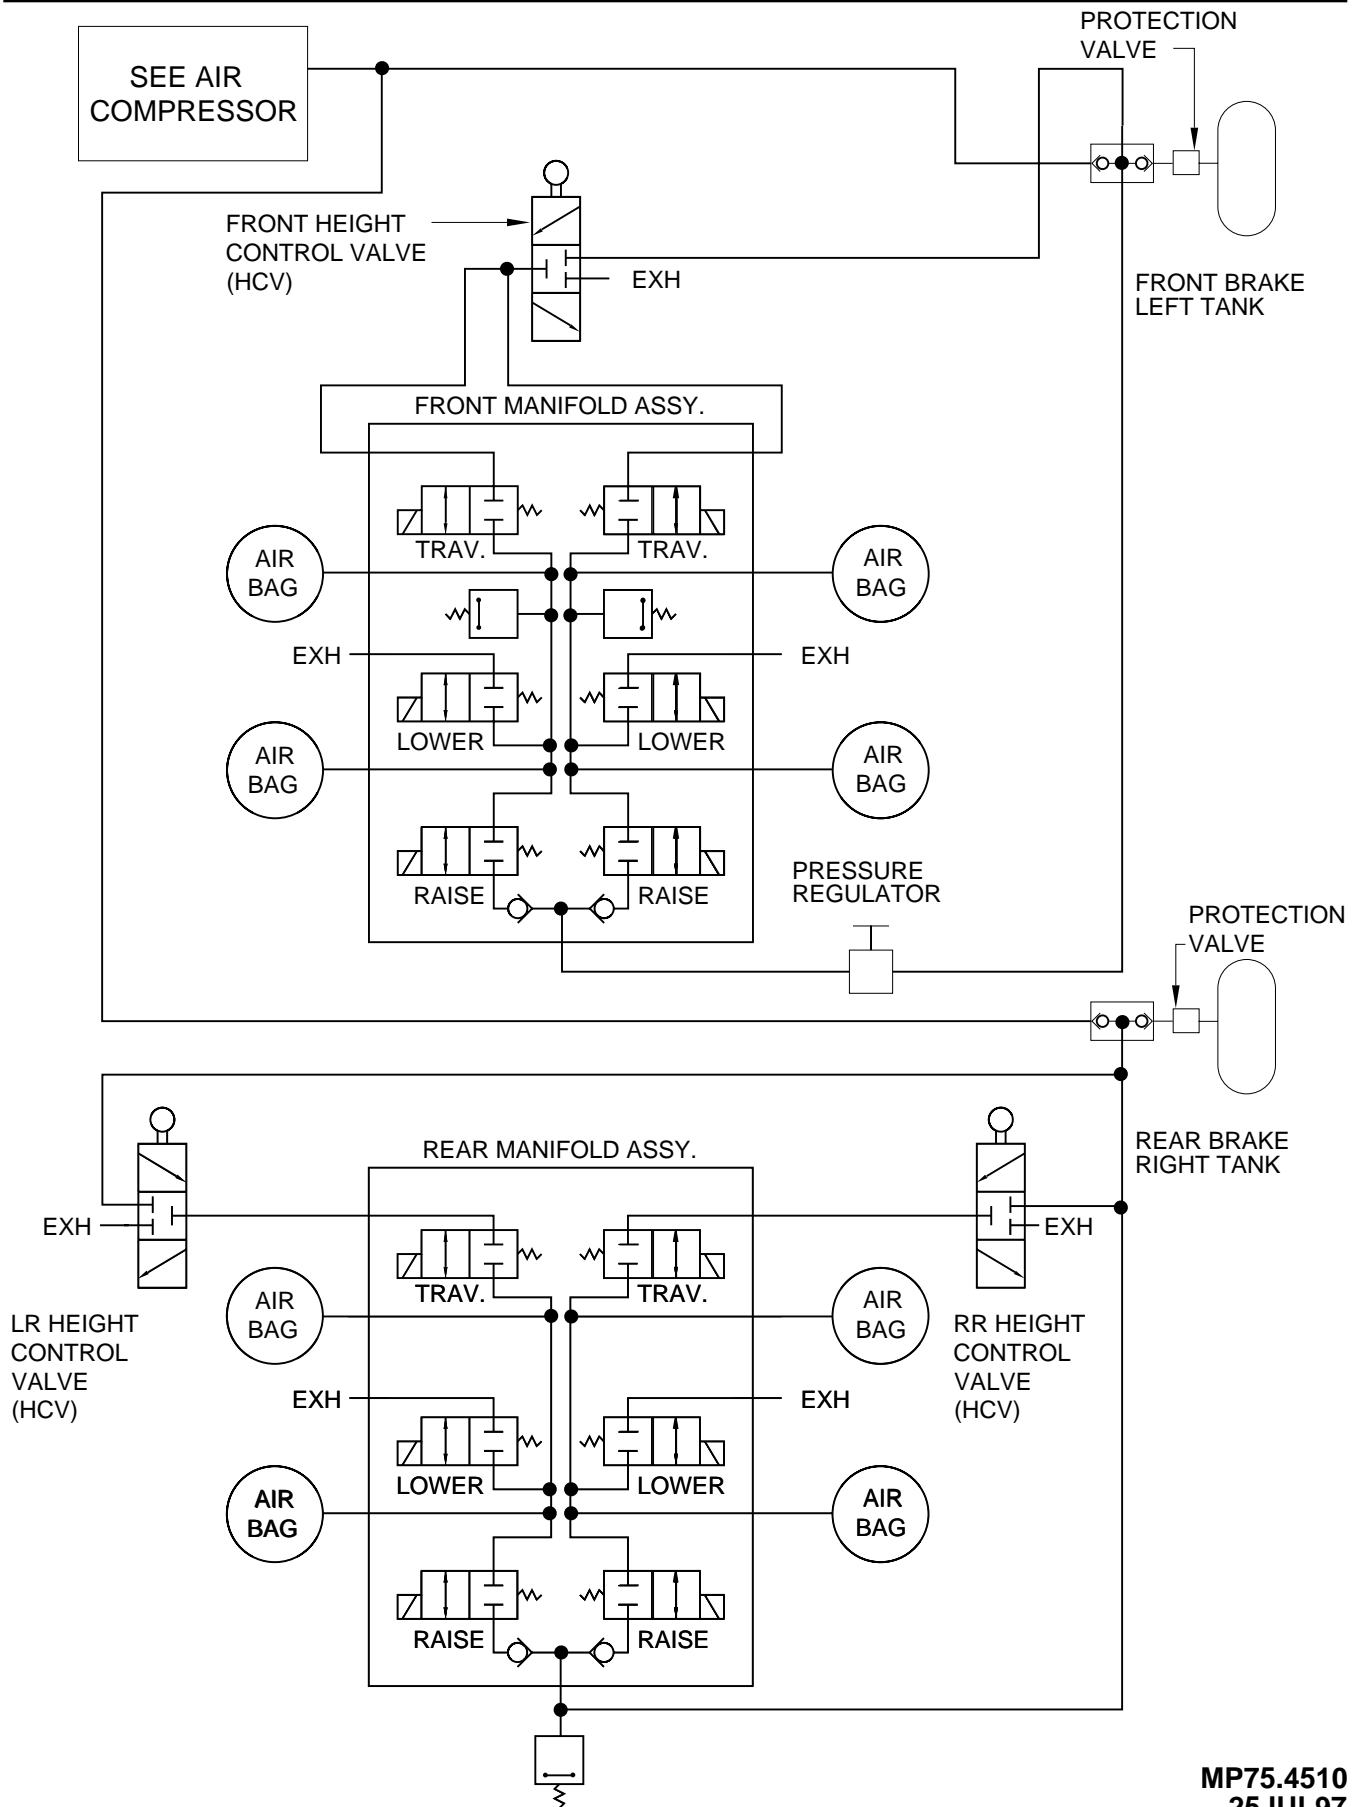 PROTECTION
VALVE
SEE AIR
COMPRESSOR
FRONT HEIGHT
CONTROL VALVE
(HCV)
EXH
FRONT BRAKE
LEFT TANK
FRONT MANIFOLD ASSY.
TRAV.
TRAV.
AIR
BAG
AIR
BAG
EXH
EXH
LOWER
LOWER
AIR
BAG
AIR
BAG
RAISE
RAISE
PRESSURE
REGULATOR
PROTECTION
VALVE
REAR BRAKE
RIGHT TANK
REAR MANIFOLD ASSY.
EXH
EXH
TRAV.
TRAV.
AIR
BAG
AIR
BAG
LR HEIGHT
CONTROL
VALVE
(HCV)
RR HEIGHT
CONTROL
VALVE
(HCV)
EXH
EXH
LOWER
LOWER
AIR
BAG
AIR
BAG
RAISE
RAISE
MP75.4510
25JUL97